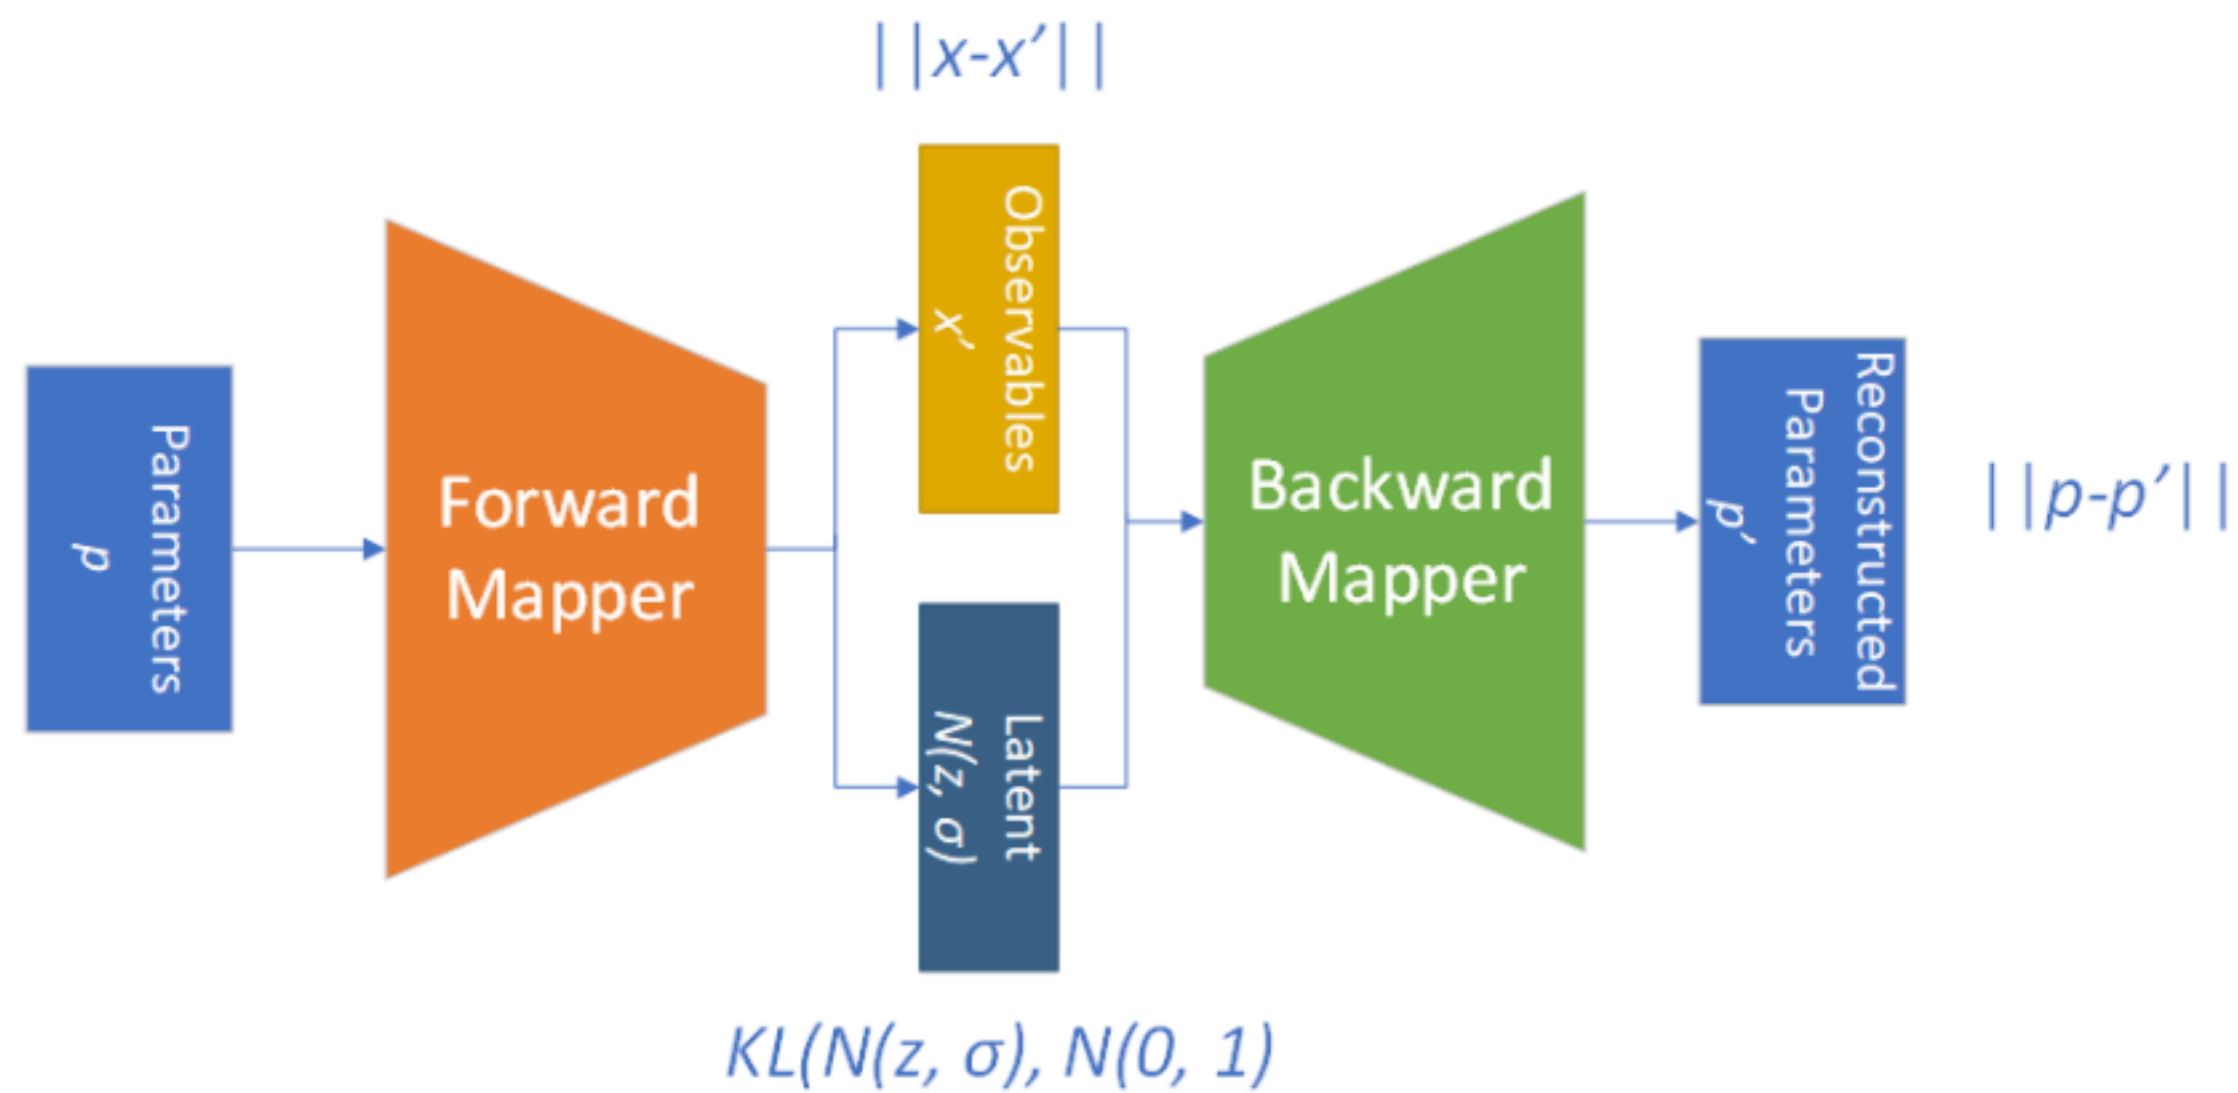 ||x-x'||
Parameters
p
Forward
Mapper
Observables
x'
Latent
N(z, σ)
KL(N(z, σ), N(0, 1)
Backward
Mapper
Reconstructed
Parameters
p'
||p-p'||